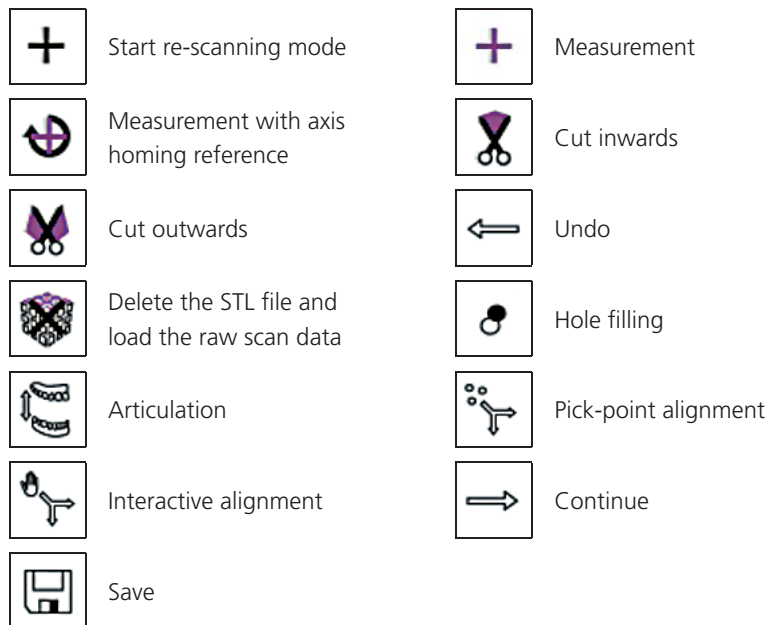 Start re-scanning mode
Measurement
Measurement with axis
homing reference
Cut inwards
Cut outwards
Undo
Delete the STL file and
load the raw scan data
Hole filling
Articulation
Pick-point alignment
Interactive alignment
Continue
Save